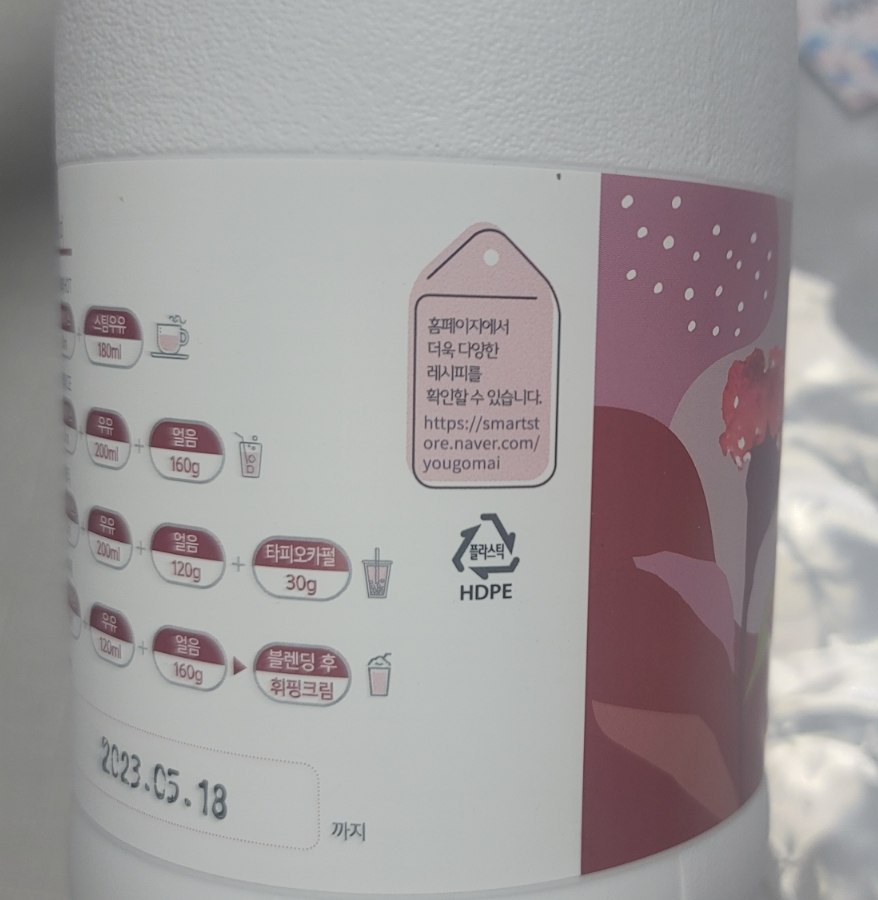 스팀우유
180ml
우유 + 얼음
200ml 160g
우유 + 얼음 + 타피오카펄
200ml 120g 30g
우유 + 얼음 ▶ 블렌딩 후
120ml 160g 휘핑크림
2023.05.18
까지
홈페이지에서
더욱 다양한
레시피를
확인할 수 있습니다.
https://smartst
ore.naver.com/
yougomai
플라스틱
HDPE